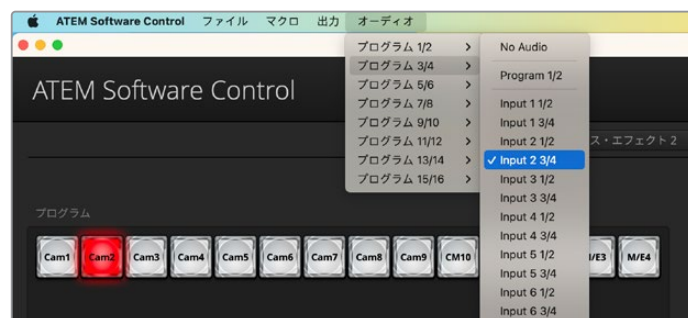 ATEM Software Control ファイル マクロ 出力 オーディオ
プログラム 1/2
プログラム 3/4
プログラム 5/6
プログラム 7/8
プログラム 9/10
プログラム 11/12
プログラム 13/14
プログラム 15/16
No Audio
Program 1/2
Input 1 1/2
Input 1 3/4
Input 2 1/2
✓ Input 2 3/4
Input 3 1/2
Input 3 3/4
Input 4 1/2
Input 4 3/4
Input 5 1/2
Input 5 3/4
Input 6 1/2
Input 6 3/4
ATEM Software Control
ス・エフェクト 2
プログラム
Cam1 Cam2 Cam3 Cam4 Cam5 Cam6 Cam7 Cam8 Cam9 CM10 /E3 M/E4